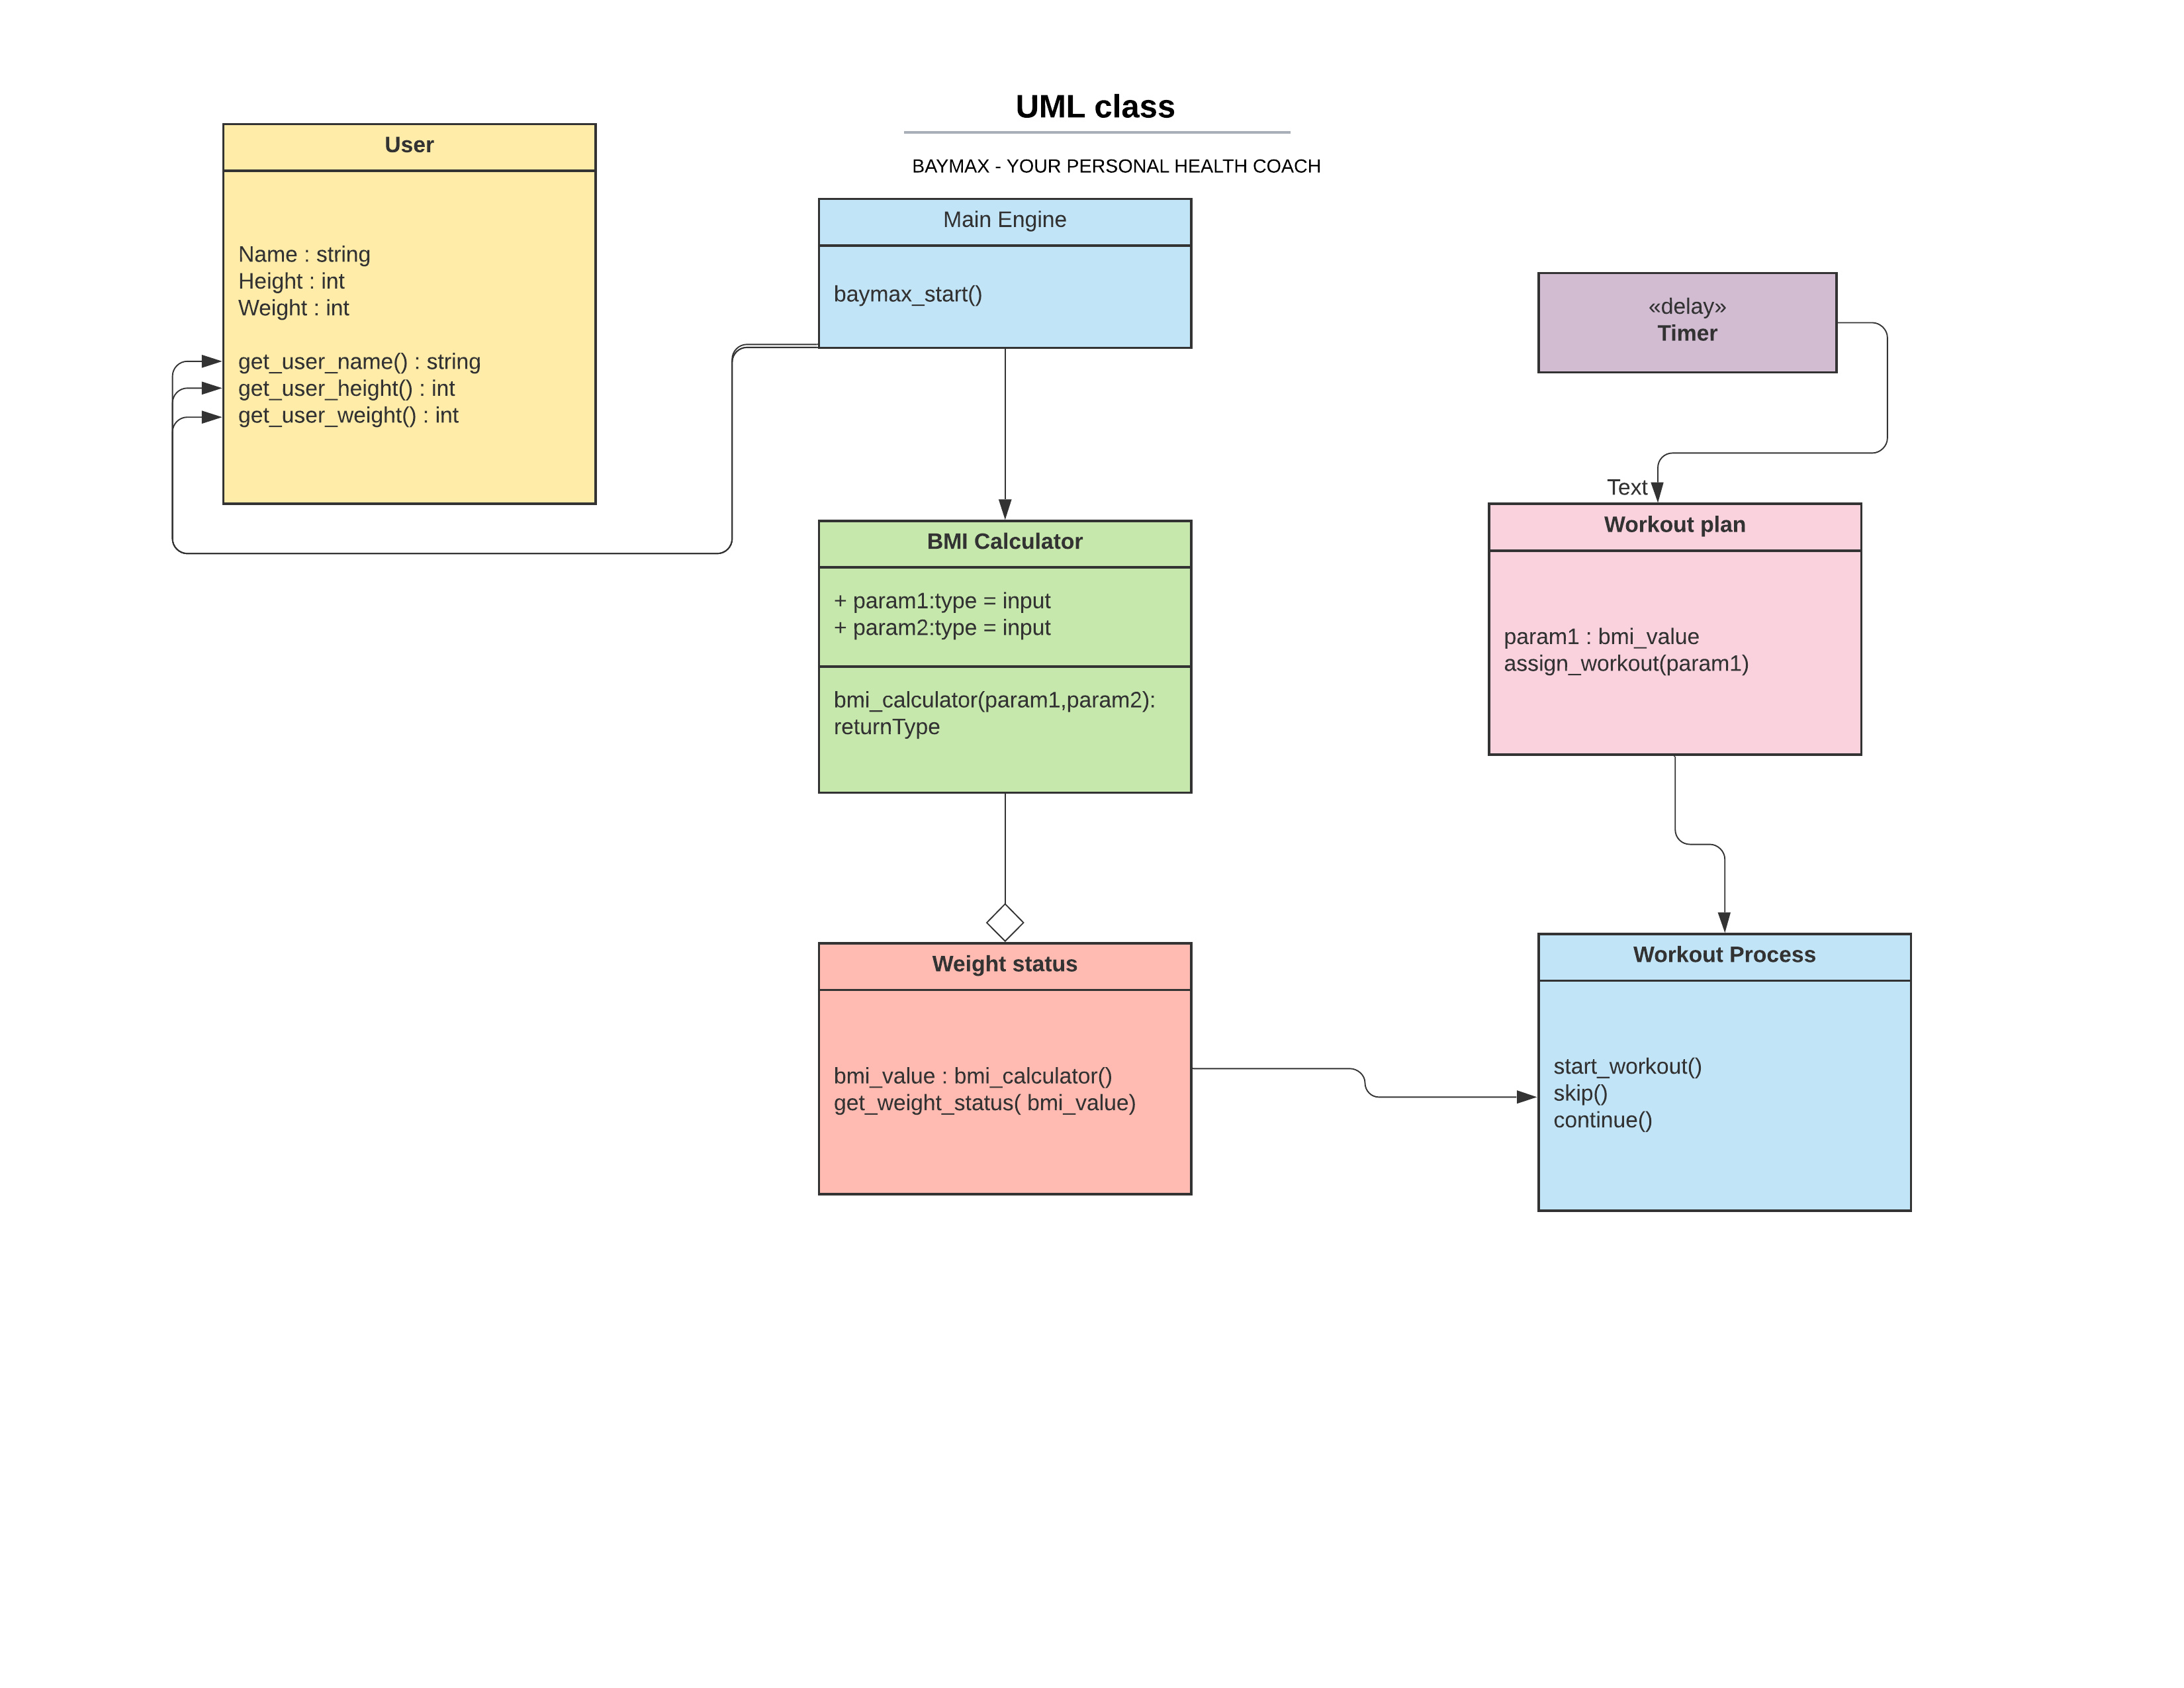 UML class
BAYMAX - YOUR PERSONAL HEALTH COACH
User
Name : string
Height : int
Weight : int
get_user_name() : string
get_user_height() : int
get_user_weight() : int
Main Engine
baymax_start()
«delay»
Timer
Text
BMI Calculator
+ param1:type = input
+ param2:type = input
bmi_calculator(param1,param2):
returnType
Workout plan
param1 : bmi_value
assign_workout(param1)
Weight status
bmi_value : bmi_calculator()
get_weight_status( bmi_value)
Workout Process
start_workout()
skip()
continue()